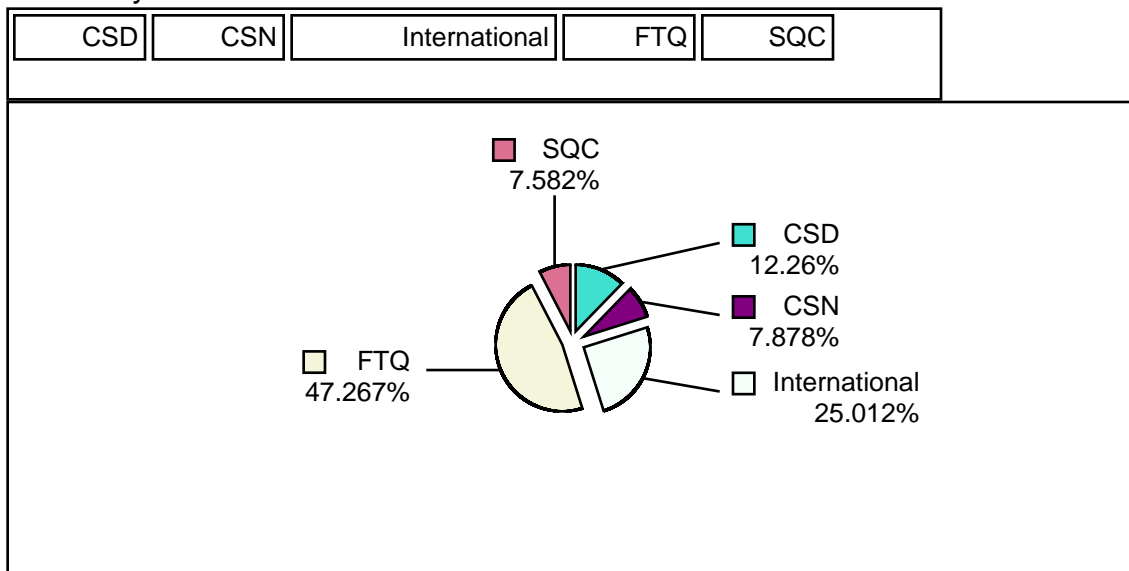 CSD CSN International FTQ SQC
SQC
7.582%
CSD
12.26%
CSN
7.878%
FTQ
47.267%
International
25.012%